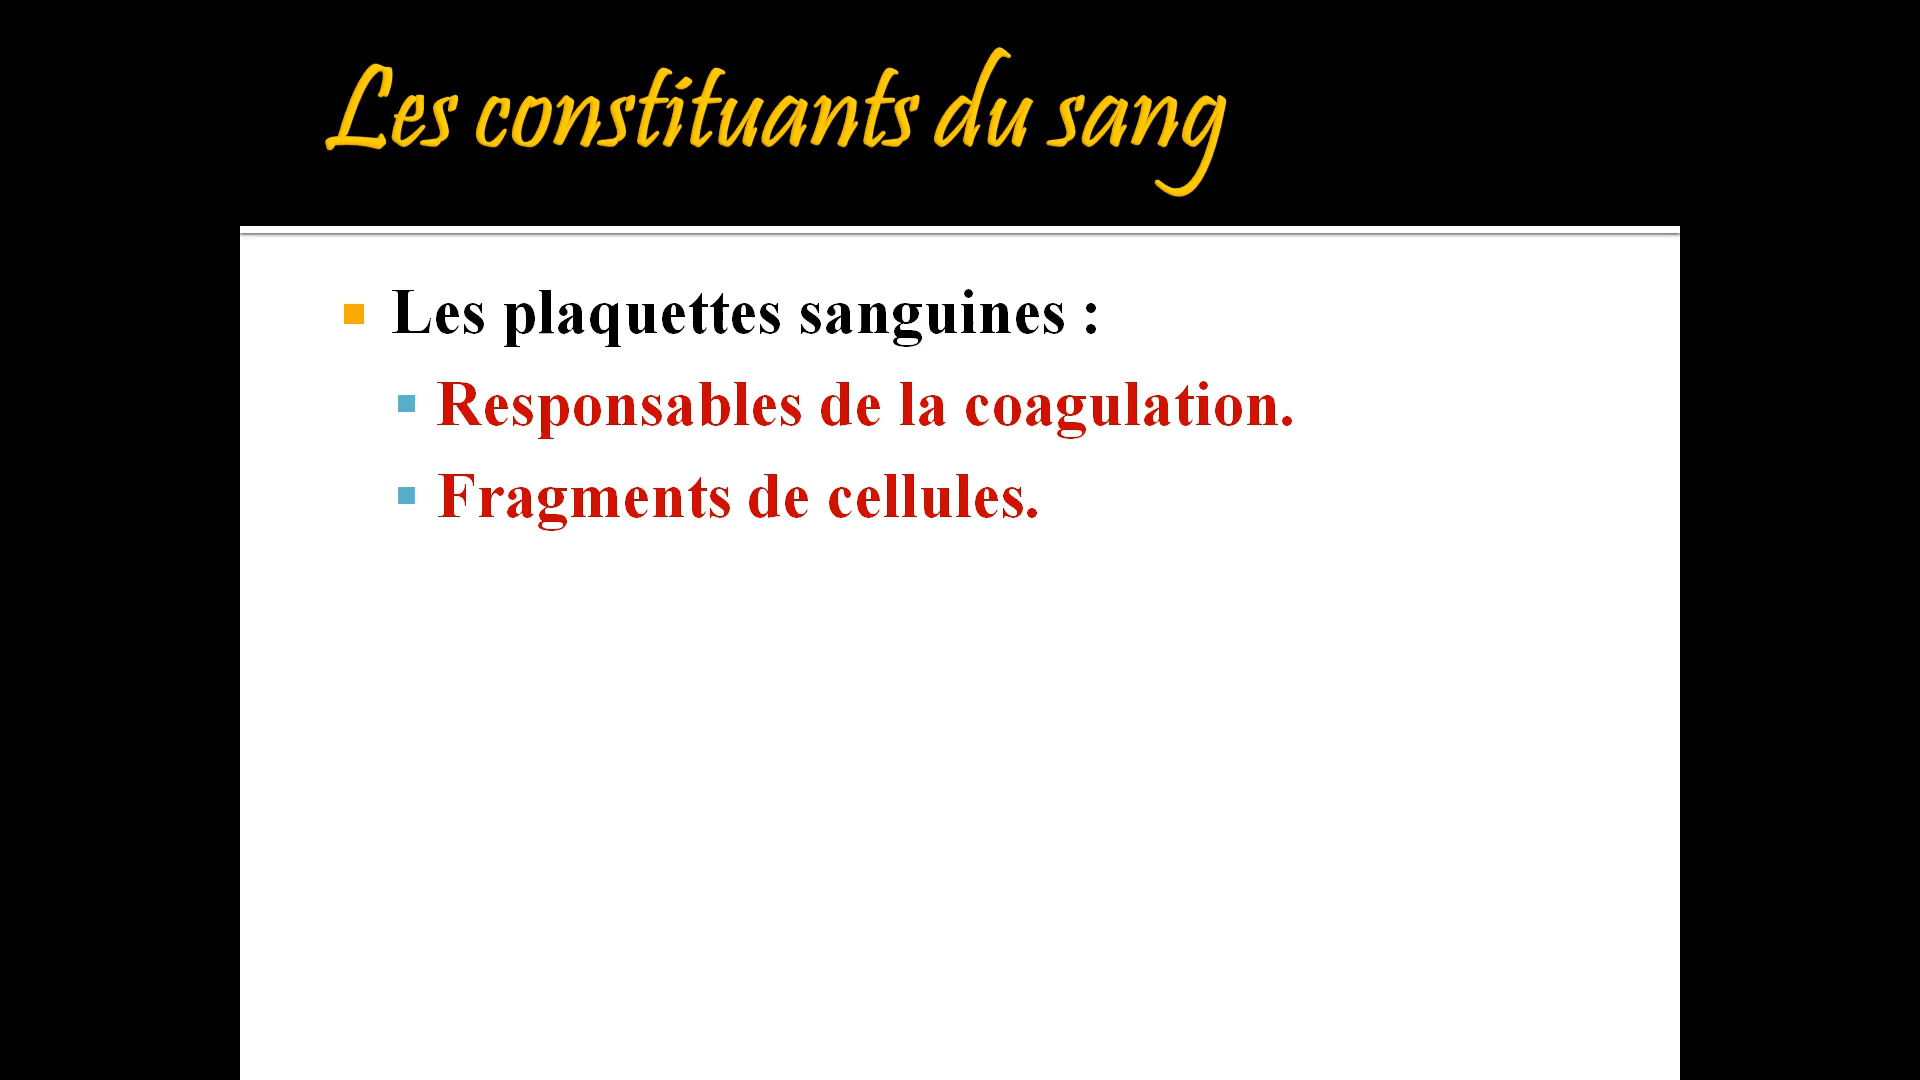 Les constituants du sang
Les plaquettes sanguines :
Responsables de la coagulation.
Fragments de cellules.